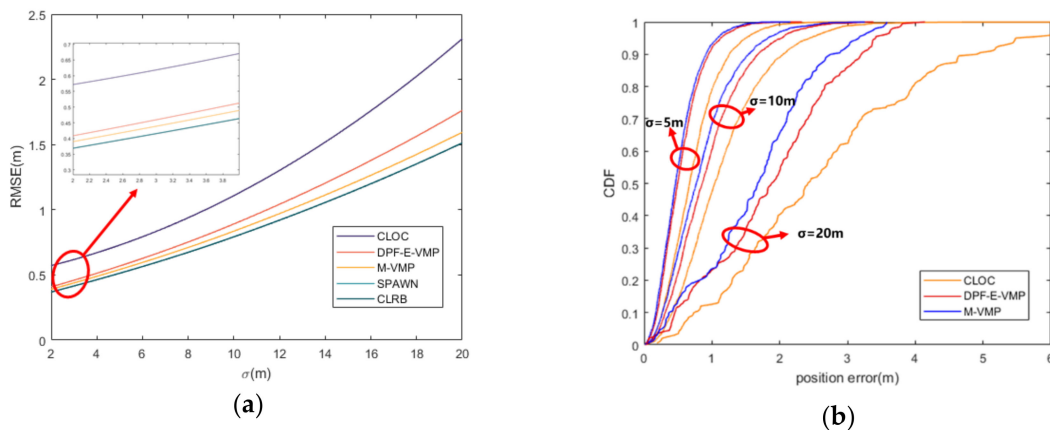 2.5
2
1.5
1
0.5
0
RMSE(m)
0.7
0.65
0.6
0.55
0.5
0.45
0.4
0.35
0.3
2 2.2 2.4 2.6 2.8 3 3.2 3.4 3.6 3.8
CLOC
DPF-E-VMP
M-VMP
SPAWN
CLRB
2 4 6 8 10 12 14 16 18 20
σ(m)
(a)
1
0.9
0.8
0.7
0.6
0.5
0.4
0.3
0.2
0.1
0
CDF
σ=5m
σ=10m
σ=20m
CLOC
DPF-E-VMP
M-VMP
0 1 2 3 4 5 6
position error(m)
(b)